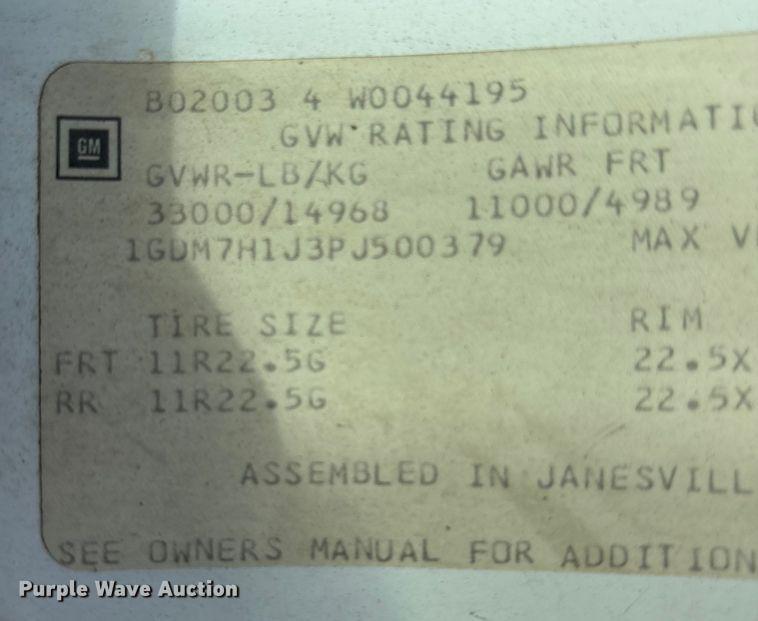 B02003 4 W0044195
GVW RATING INFORMATI
GM
GVWR-LB/KG GAWR FRT
33000/14968 11000/4989
1GDM7H1J3PJ500379 MAX V
TIRE SIZE RIM
FRT 11R22.5G 22.5X
RR 11R22.5G 22.5X
ASSEMBLED IN JANESVILL
SEE OWNERS MANUAL FOR ADDITION
Purple Wave Auction